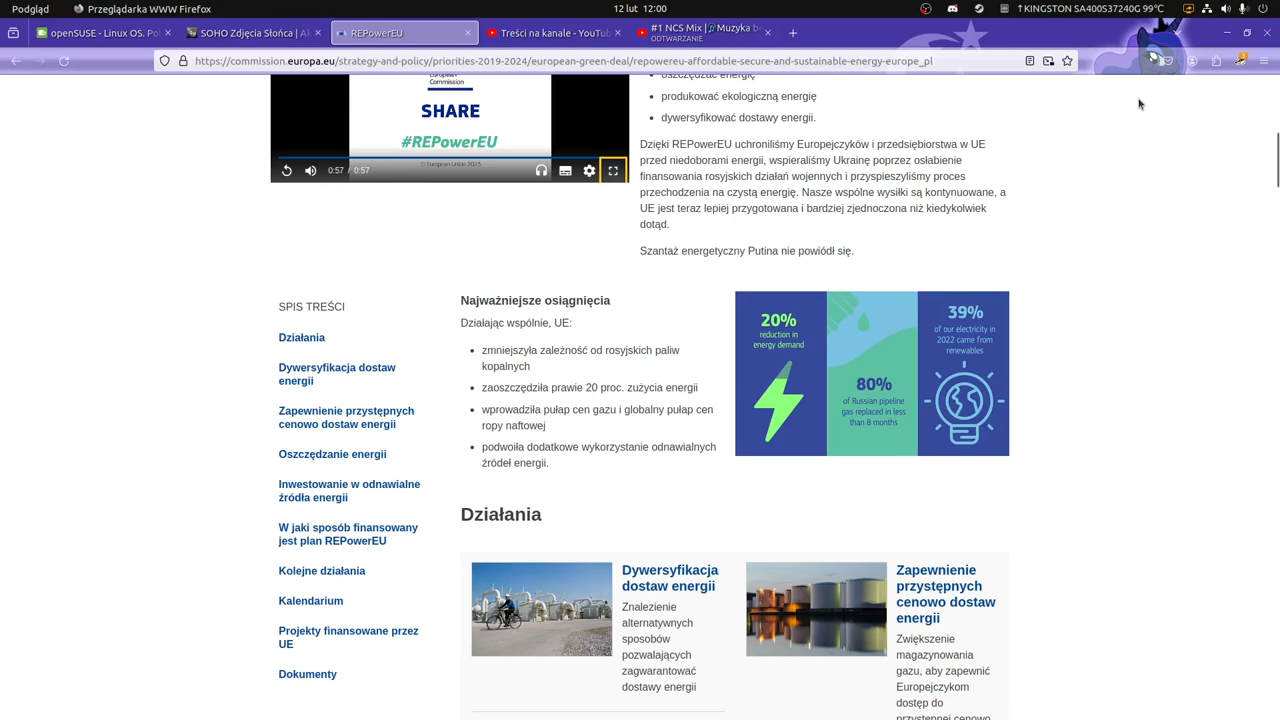 Podgląd
Przeglądarka WWW Firefox
12 lut 12:00
KINGSTON SA400S37240G 99°C
openSUSE - Linux OS. Pol
SOHO Zdjęcia Słońca | Ak
REPowerEU
Treści na kanale - YouTub
#1 NCS Mix | Muzyka be
ODTWARZANIE
https://commission.europa.eu/strategy-and-policy/priorities-2019-2024/european-green-deal/repowereu-affordable-secure-and-sustainable-energy-europe_pl
European
Commission
SHARE
#REPowerEU
© European Union 2023
0:57 / 0:57
oszczędzać energię
produkować ekologiczną energię
dywersyfikować dostawy energii.
Dzięki REPowerEU uchroniliśmy Europejczyków i przedsiębiorstwa w UE
przed niedoborami energii, wspieraliśmy Ukrainę poprzez osłabienie
finansowania rosyjskich działań wojennych i przyspieszyliśmy proces
przechodzenia na czystą energię. Nasze wspólne wysiłki są kontynuowane, a
UE jest teraz lepiej przygotowana i bardziej zjednoczona niż kiedykolwiek
dotąd.
Szantaż energetyczny Putina nie powiódł się.
SPIS TREŚCI
Działania
Dywersyfikacja dostaw
energii
Zapewnienie przystępnych
cenowo dostaw energii
Oszczędzanie energii
Inwestowanie w odnawialne
źródła energii
W jaki sposób finansowany
jest plan REPowerEU
Kolejne działania
Kalendarium
Projekty finansowane przez
UE
Dokumenty
Najważniejsze osiągnięcia
Działając wspólnie, UE:
zmniejszyła zależność od rosyjskich paliw
kopalnych
zaoszczędziła prawie 20 proc. zużycia energii
wprowadziła pułap cen gazu i globalny pułap cen
ropy naftowej
podwoiła dodatkowe wykorzystanie odnawialnych
źródeł energii.
20%
reduction in
energy demand
80%
of Russian pipeline
gas replaced in less
than 8 months
39%
of our electricity in
2022 came from
renewables
Działania
Dywersyfikacja
dostaw energii
Znalezienie
alternatywnych
sposobów
pozwalających
zagwarantować
dostawy energii
Zapewnienie
przystępnych
cenowo dostaw
energii
Zwiększenie
magazynowania
gazu, aby zapewnić
Europejczykom
dostęp do
przystępnej cenowo